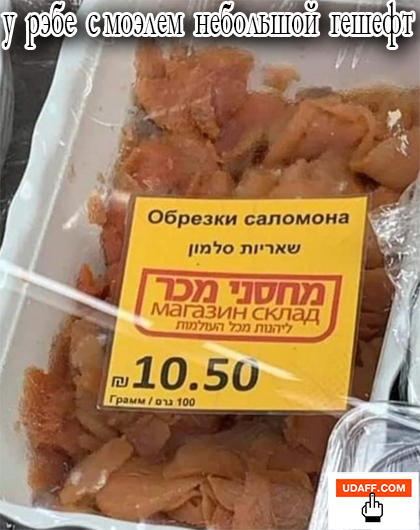 у рэбе с моэлем небольшой гешефт
Обрезки саломона
שאריות סלמון
מחסני מכר
магазин склад
ליהנות מכל העולמות
₪ 10.50
Грамм / גרם 100
UDAFF.COM